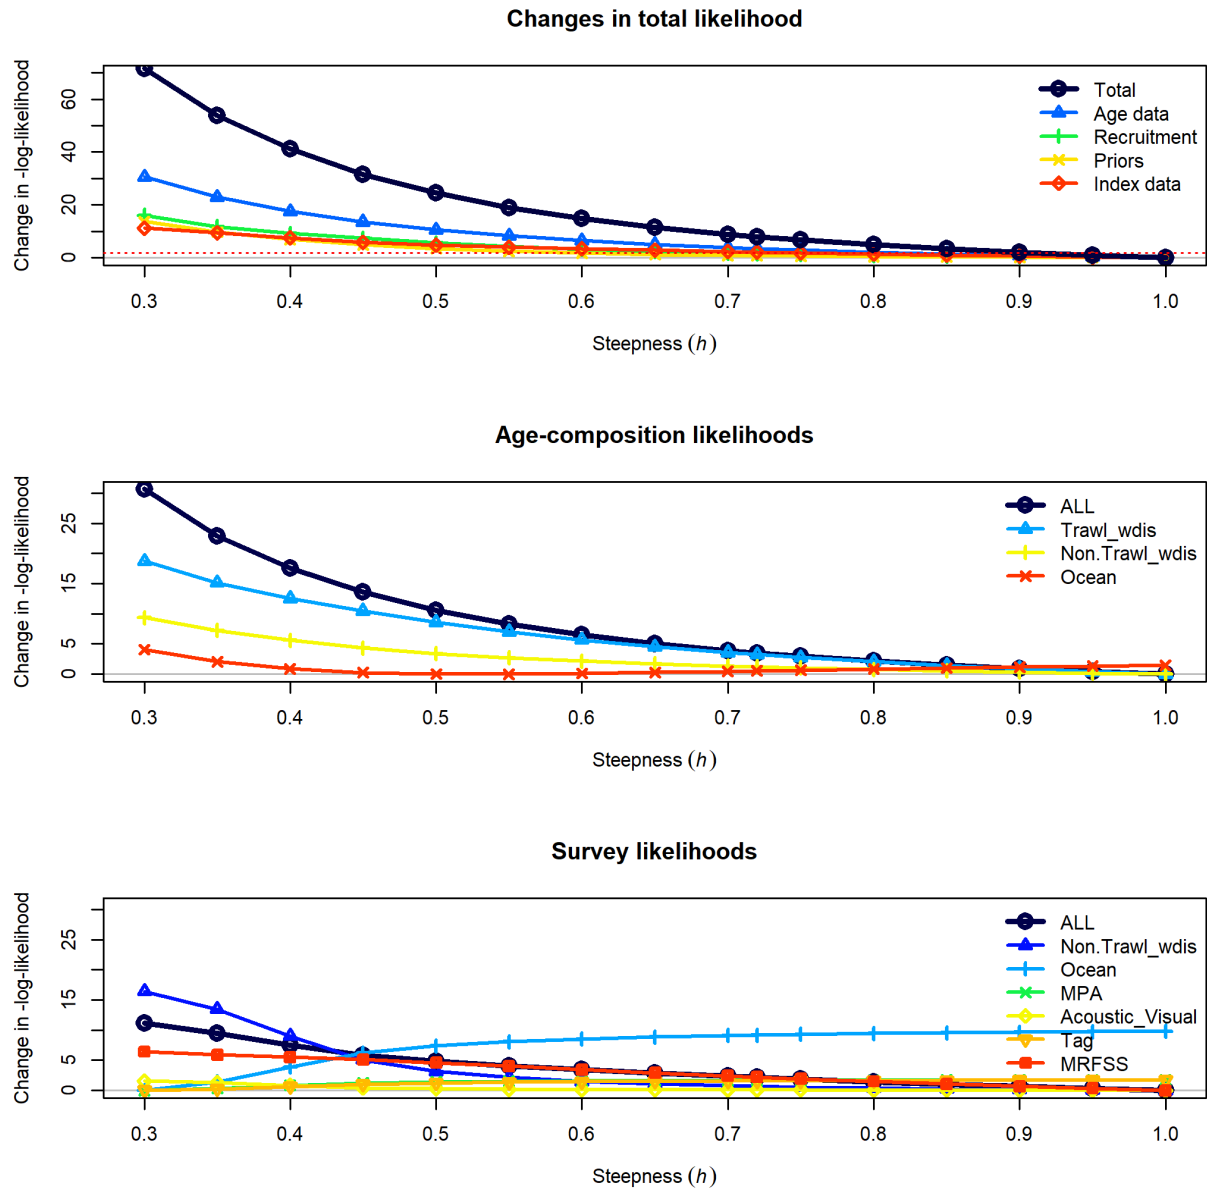 Changes in total likelihood
Change in -log-likelihood
60
40
20
0
Total
Age data
Recruitment
Priors
Index data
0.3 0.4 0.5 0.6 0.7 0.8 0.9 1.0
Steepness (h)
Age-composition likelihoods
Change in -log-likelihood
25
15
5
0
ALL
Trawl_wdis
Non.Trawl_wdis
Ocean
0.3 0.4 0.5 0.6 0.7 0.8 0.9 1.0
Steepness (h)
Survey likelihoods
Change in -log-likelihood
25
15
5
0
ALL
Non.Trawl_wdis
Ocean
MPA
Acoustic_Visual
Tag
MRFSS
0.3 0.4 0.5 0.6 0.7 0.8 0.9 1.0
Steepness (h)